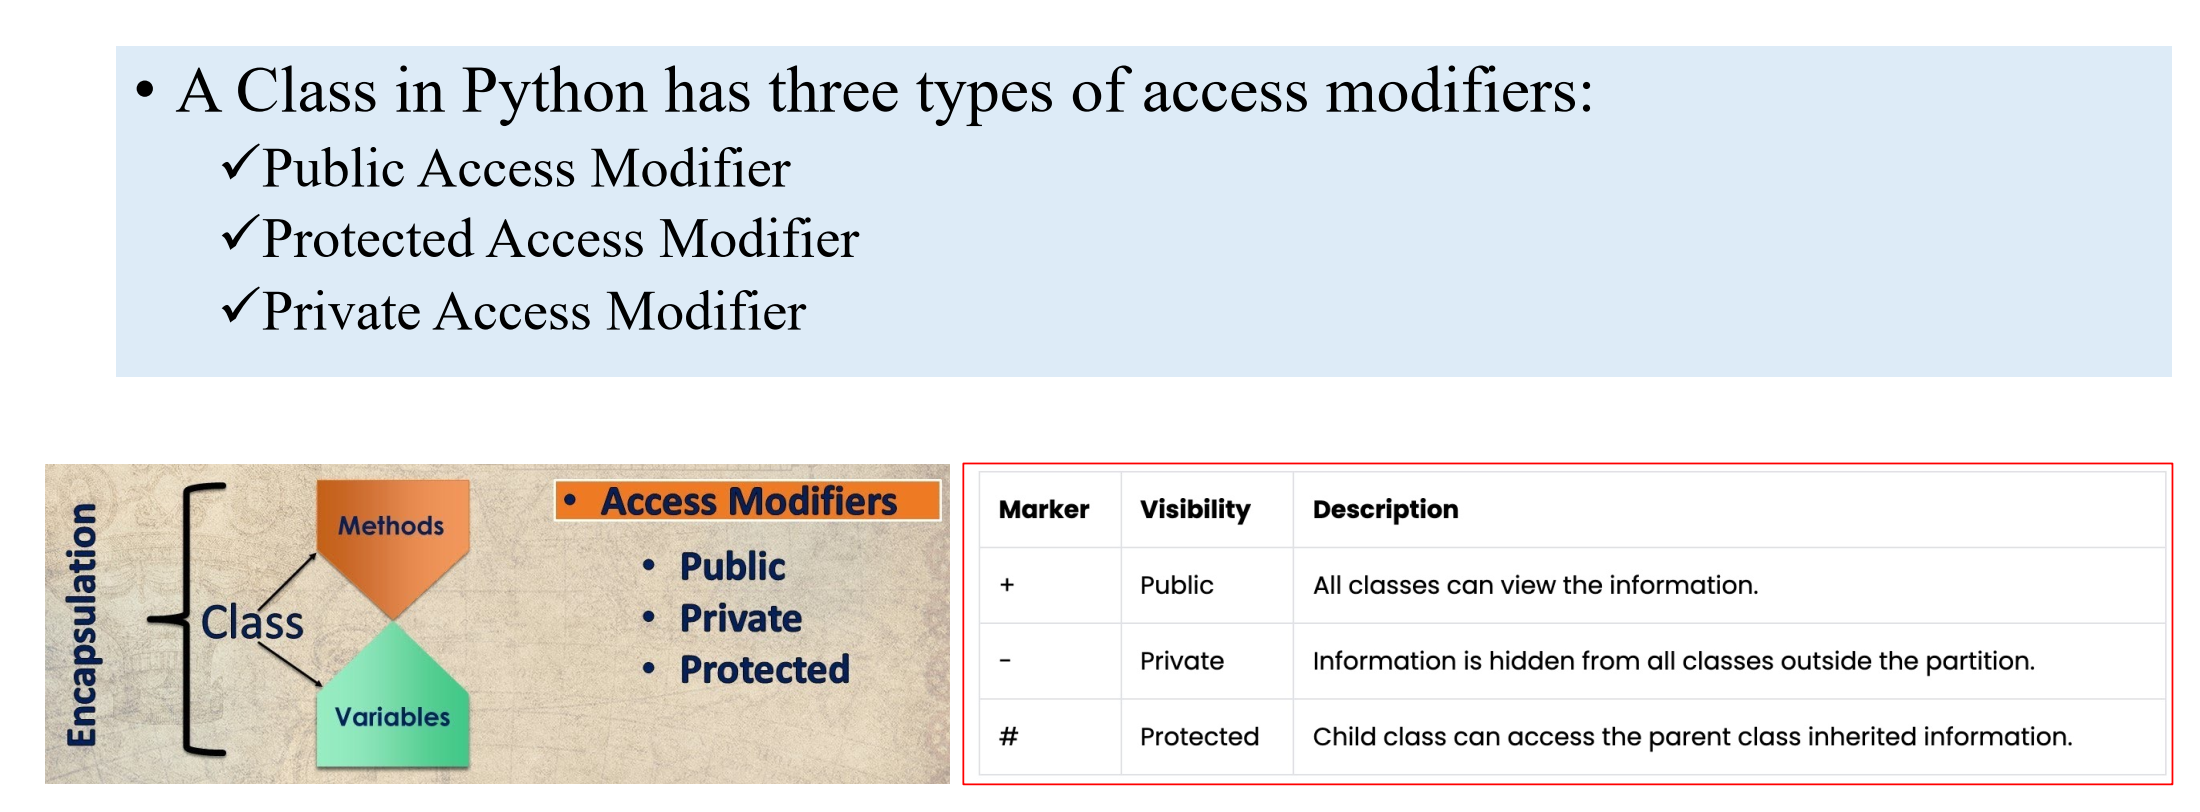 • A Class in Python has three types of access modifiers:
✓Public Access Modifier
✓Protected Access Modifier
✓Private Access Modifier
Encapsulation
Class
Methods
Variables
• Access Modifiers
• Public
• Private
• Protected
Marker Visibility Description
+ Public All classes can view the information.
- Private Information is hidden from all classes outside the partition.
# Protected Child class can access the parent class inherited information.